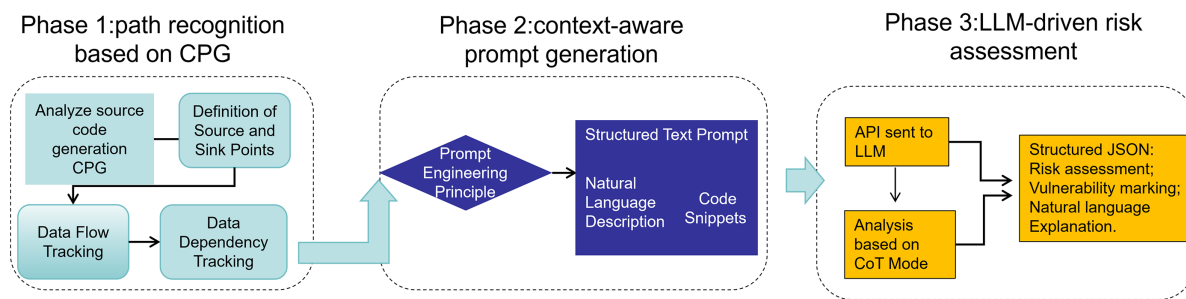 Phase 1:path recognition
based on CPG
Analyze source
code
generation
CPG
Definition of
Source and
Sink Points
Data Flow
Tracking
Data
Dependency
Tracking
Phase 2:context-aware
prompt generation
Prompt
Engineering
Principle
Structured Text Prompt
Natural
Language
Description
Code
Snippets
Phase 3:LLM-driven risk
assessment
API sent to
LLM
Analysis
based on
CoT Mode
Structured JSON:
Risk assessment;
Vulnerability marking;
Natural language
Explanation.